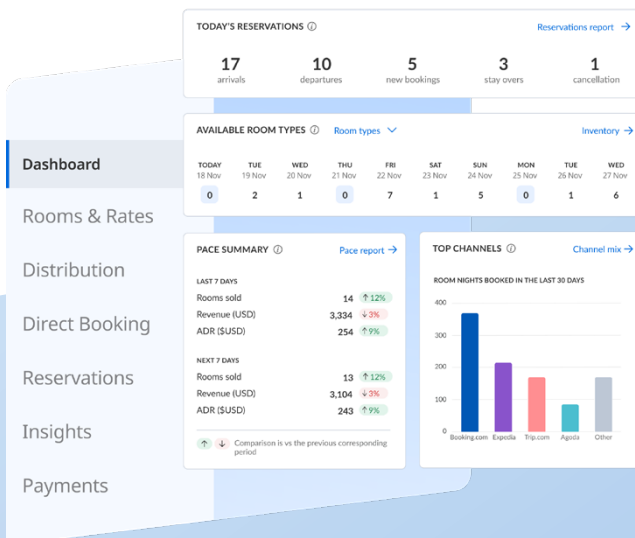 TODAY'S RESERVATIONS
Reservations report
17 10 5 3 1
arrivals departures new bookings stay overs cancellation
AVAILABLE ROOM TYPES Room types Inventory
TODAY TUE WED THU FRI SAT SUN MON TUE WED
18 Nov 19 Nov 20 Nov 21 Nov 22 Nov 23 Nov 24 Nov 25 Nov 26 Nov 27 Nov
0 2 1 0 7 1 5 0 1 6
Dashboard
Rooms & Rates
Distribution
Direct Booking
Reservations
Insights
Payments
PACE SUMMARY Pace report
LAST 7 DAYS
Rooms sold 14 ↑12%
Revenue (USD) 3,334 ↓3%
ADR ($USD) 254 ↑9%
NEXT 7 DAYS
Rooms sold 13 ↑12%
Revenue (USD) 3,104 ↓3%
ADR ($USD) 243 ↑9%
↑ ↓ Comparison is vs the previous corresponding
period
TOP CHANNELS Channel mix
ROOM NIGHTS BOOKED IN THE LAST 30 DAYS
400
300
200
100
0
Booking.com Expedia Trip.com Agoda Other